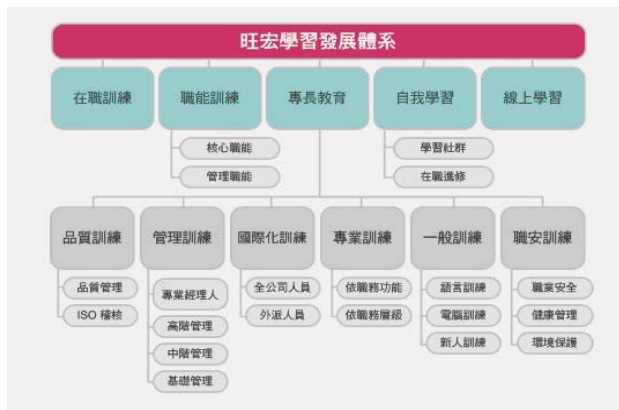 旺宏學習發展體系
在職訓練
職能訓練
專長教育
自我學習
線上學習
核心職能
管理職能
學習社群
在職進修
品質訓練
管理訓練
國際化訓練
專業訓練
一般訓練
職安訓練
品質管理
ISO 稽核
專業經理人
高階管理
中階管理
基礎管理
全公司人員
外派人員
依職務功能
依職務層級
語言訓練
電腦訓練
新人訓練
職業安全
健康管理
環境保護